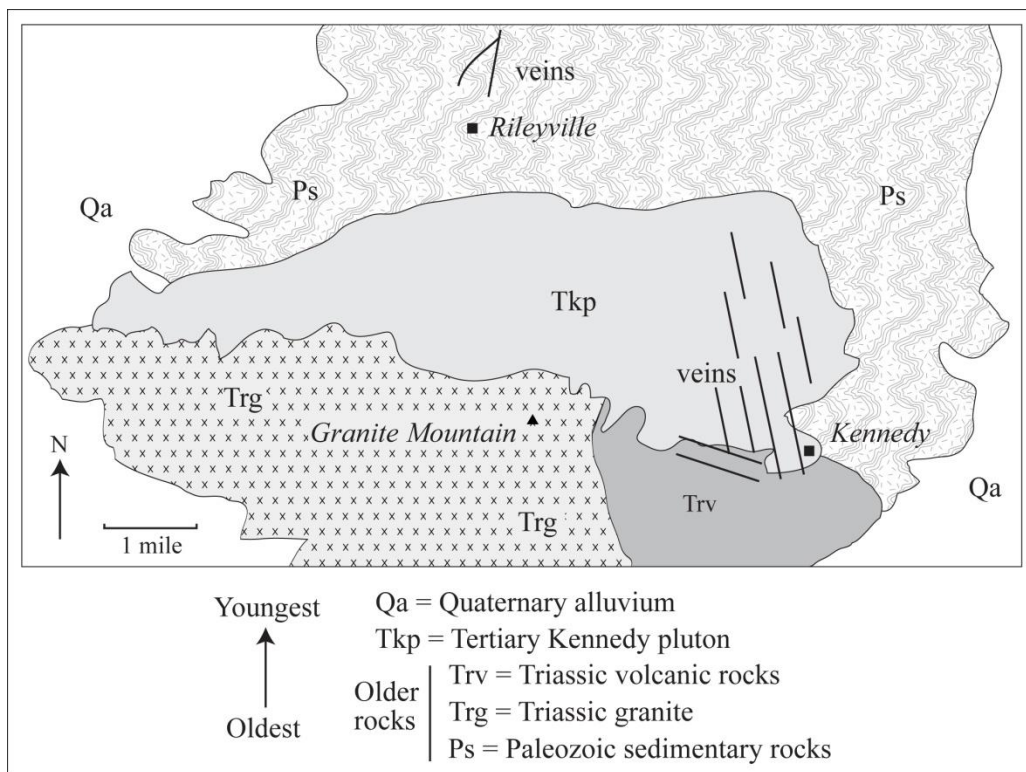 veins
Rileyville
Ps
Qa
Ps
Tkp
veins
Trg
Granite Mountain
Kennedy
N
Trv
Qa
Trg
1 mile
Youngest
Oldest
Qa = Quaternary alluvium
Tkp = Tertiary Kennedy pluton
Older
rocks
Trv = Triassic volcanic rocks
Trg = Triassic granite
Ps = Paleozoic sedimentary rocks